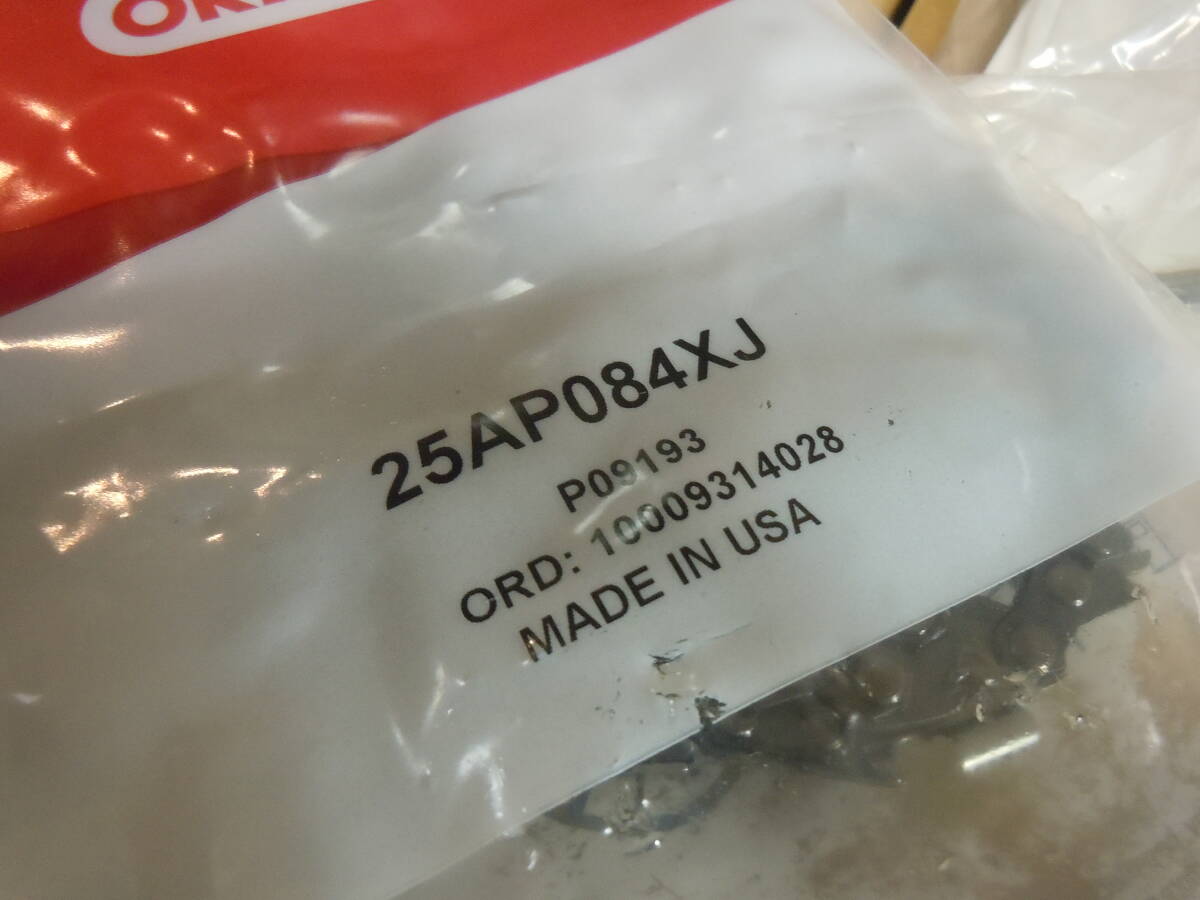 25AP084XJ
P09193
ORD: 10009314028
MADE IN USA